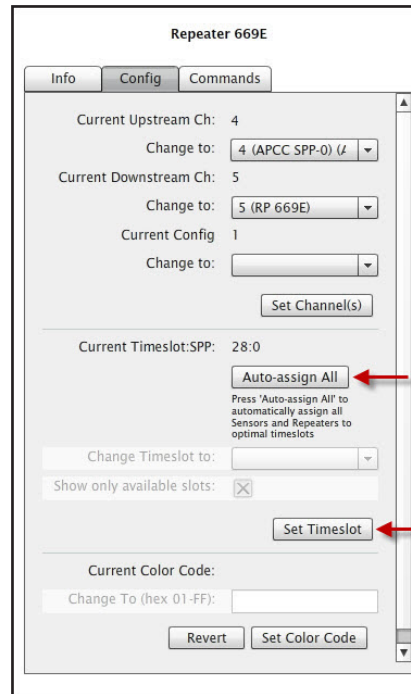 Repeater 669E
Info Config Commands
Current Upstream Ch: 4
Change to: 4 (APCC SPP-0) (
Current Downstream Ch: 5
Change to: 5 (RP 669E)
Current Config 1
Change to:
Set Channel(s)
Current Timeslot:SPP: 28:0
Auto-assign All
Press 'Auto-assign All' to
automatically assign all
Sensors and Repeaters to
optimal timeslots
Change Timeslot to:
Show only available slots:
Set Timeslot
Current Color Code:
Change To (hex 01-FF):
Revert Set Color Code